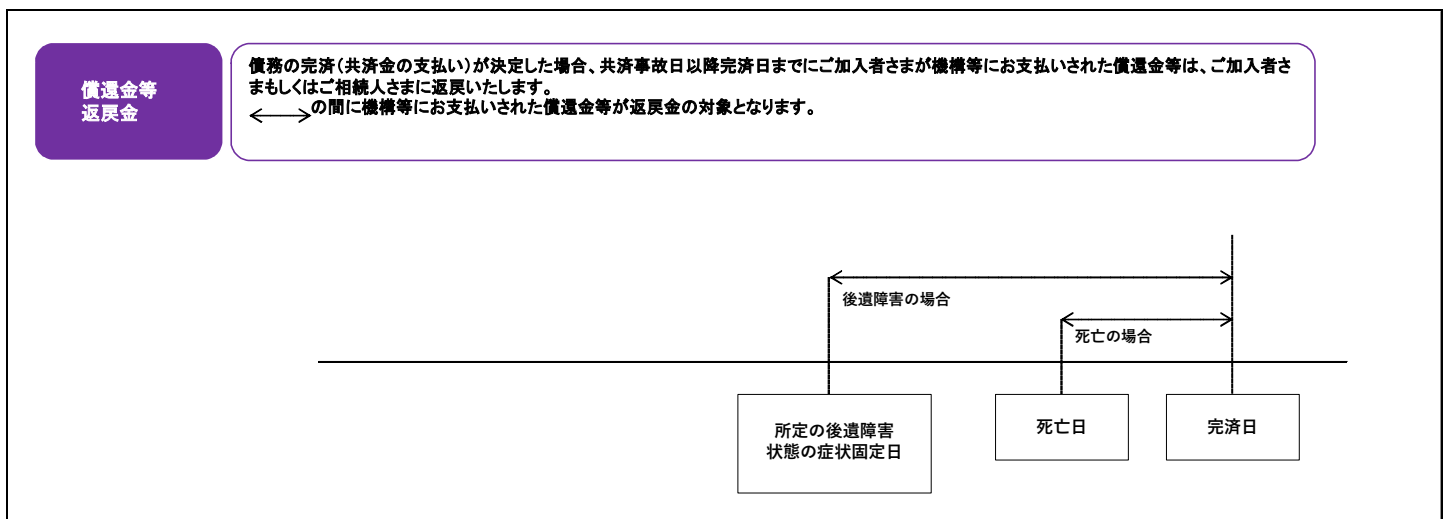 償還金等
返戻金
債務の完済(共済金の支払い)が決定した場合、共済事故日以降完済日までにご加入者さまが機構等にお支払いされた償還金等は、ご加入者さ
まもしくはご相続人さまに返戻いたします。
の間に機構等にお支払いされた償還金等が返戻金の対象となります。
後遺障害の場合
死亡の場合
所定の後遺障害
状態の症状固定日
死亡日
完済日